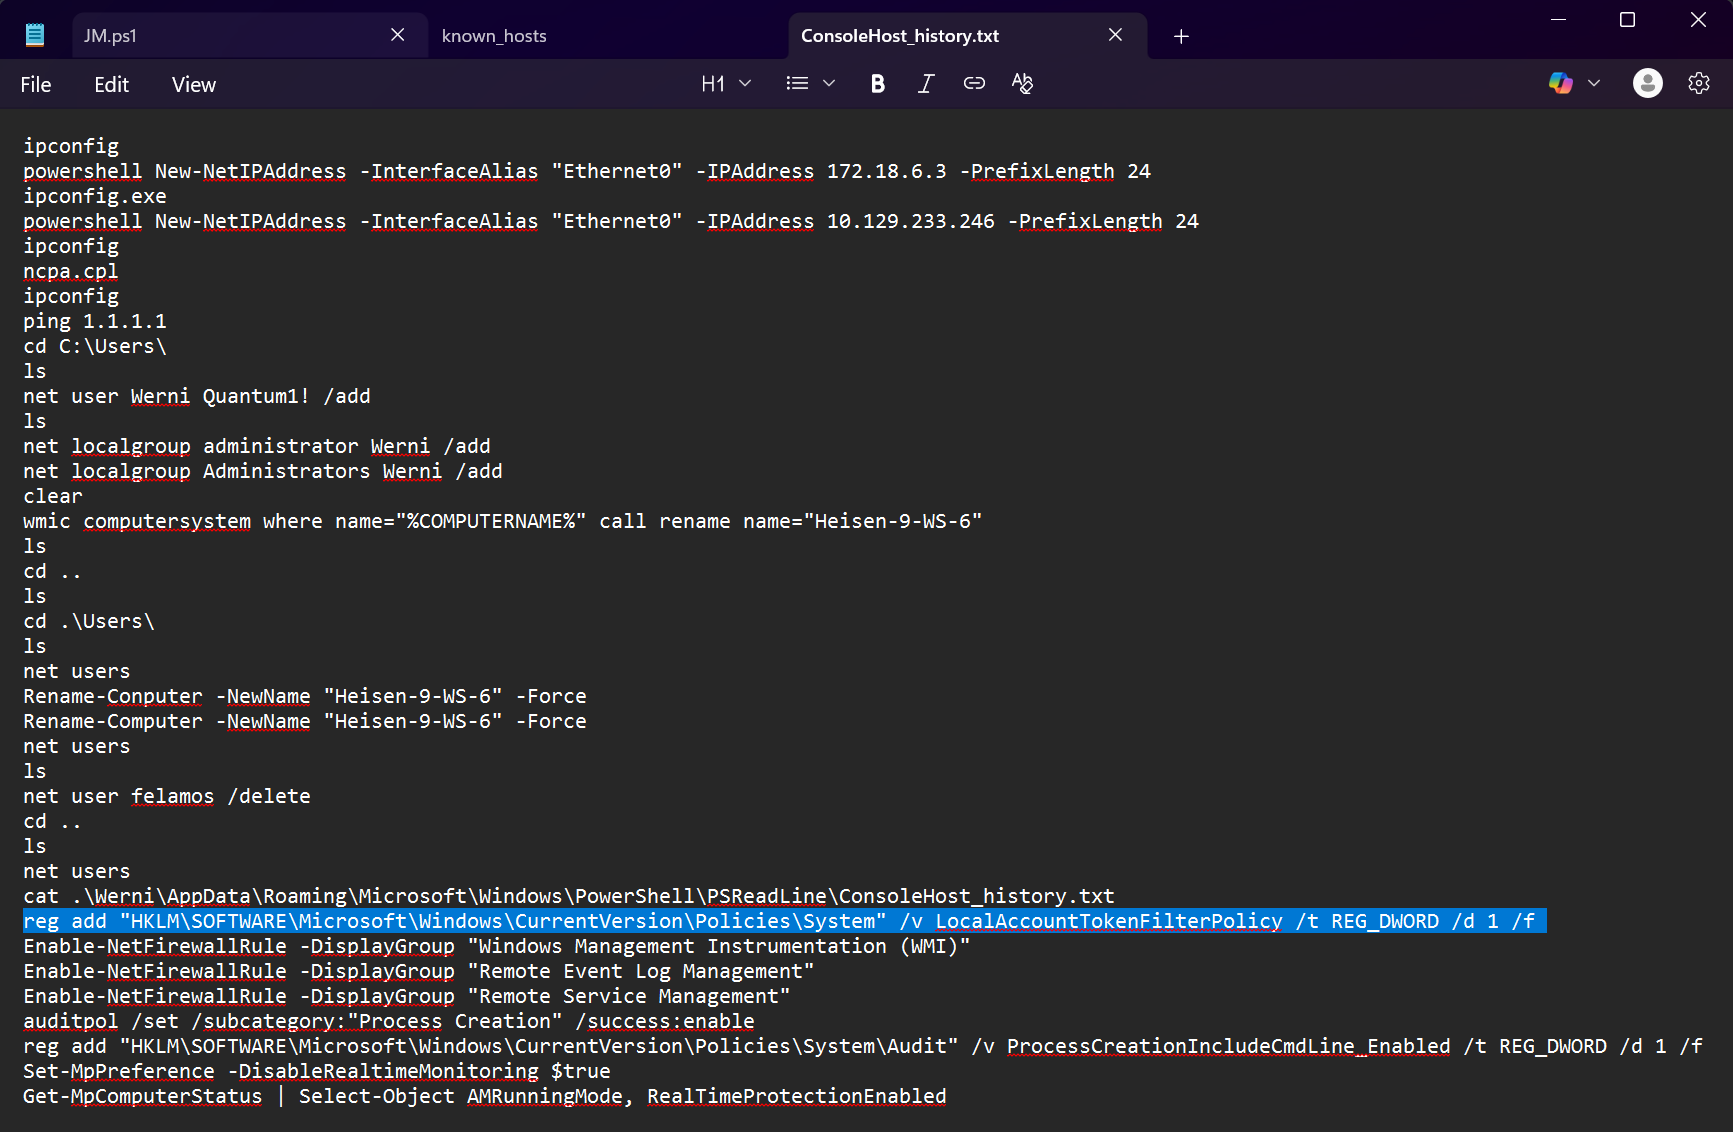 JM.ps1
known_hosts
ConsoleHost_history.txt
File
Edit
View
H1
ipconfig
powershell New-NetIPAddress -InterfaceAlias "Ethernet0" -IPAddress 172.18.6.3 -PrefixLength 24
ipconfig.exe
powershell New-NetIPAddress -InterfaceAlias "Ethernet0" -IPAddress 10.129.233.246 -PrefixLength 24
ipconfig
ncpa.cpl
ipconfig
ping 1.1.1.1
cd C:\Users\
ls
net user Werni Quantum1! /add
ls
net localgroup administrator Werni /add
net localgroup Administrators Werni /add
clear
wmic computersystem where name="%COMPUTERNAME%" call rename name="Heisen-9-WS-6"
ls
cd ..
ls
cd .\Users\
ls
net users
Rename-Conputer -NewName "Heisen-9-WS-6" -Force
Rename-Computer -NewName "Heisen-9-WS-6" -Force
net users
ls
net user felamos /delete
cd ..
ls
net users
cat .\Werni\AppData\Roaming\Microsoft\Windows\PowerShell\PSReadLine\ConsoleHost_history.txt
reg add "HKLM\SOFTWARE\Microsoft\Windows\CurrentVersion\Policies\System" /v LocalAccountTokenFilterPolicy /t REG_DWORD /d 1 /f
Enable-NetFirewallRule -DisplayGroup "Windows Management Instrumentation (WMI)"
Enable-NetFirewallRule -DisplayGroup "Remote Event Log Management"
Enable-NetFirewallRule -DisplayGroup "Remote Service Management"
auditpol /set /subcategory:"Process Creation" /success:enable
reg add "HKLM\SOFTWARE\Microsoft\Windows\CurrentVersion\Policies\System\Audit" /v ProcessCreationIncludeCmdLine_Enabled /t REG_DWORD /d 1 /f
Set-MpPreference -DisableRealtimeMonitoring $true
Get-MpComputerStatus | Select-Object AMRunningMode, RealTimeProtectionEnabled